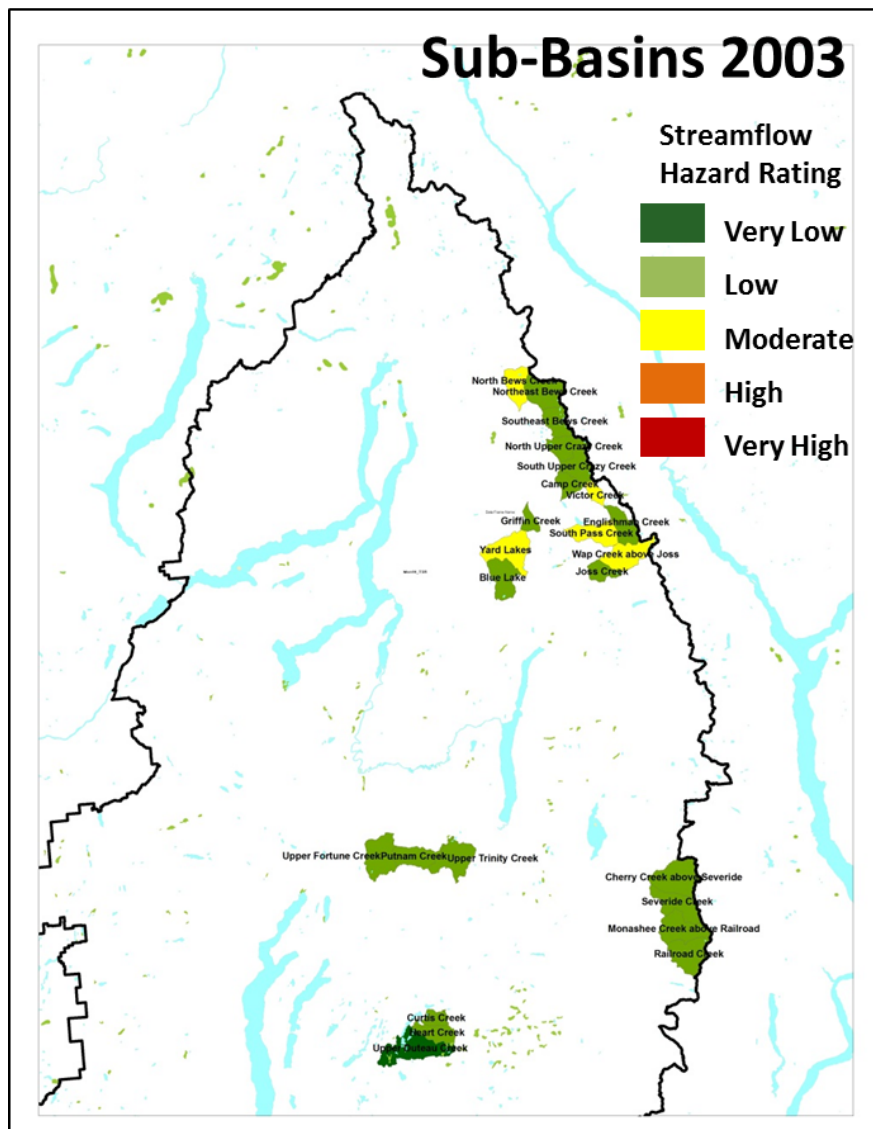 Sub-Basins 2003
Streamflow
Hazard Rating
Very Low
Low
Moderate
High
Very High
North Bews Creek
Northeast Bews Creek
Southeast Bews Creek
North Upper Crazy Creek
South Upper Crazy Creek
Camp Creek
Victor Creek
Griffin Creek
Englishman Creek
South Pass Creek
Yard Lakes
Wap Creek above Joss
Blue Lake
Joss Creek
Upper Fortune Creek
Putnam Creek
Upper Trinity Creek
Cherry Creek above Severide
Severide Creek
Monashee Creek above Railroad
Railroad Creek
Curtis Creek
Heart Creek
Upper Duteau Creek